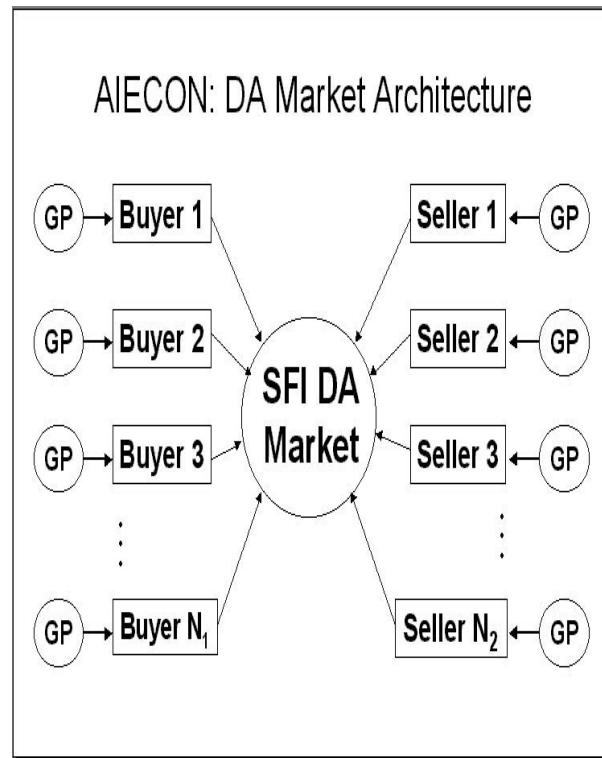 AIECON: DA Market Architecture
GP Buyer 1 Seller 1 GP
GP Buyer 2 Seller 2 GP
SFI DA
Market
GP Buyer 3 Seller 3 GP
GP Buyer N₁ Seller N₂ GP